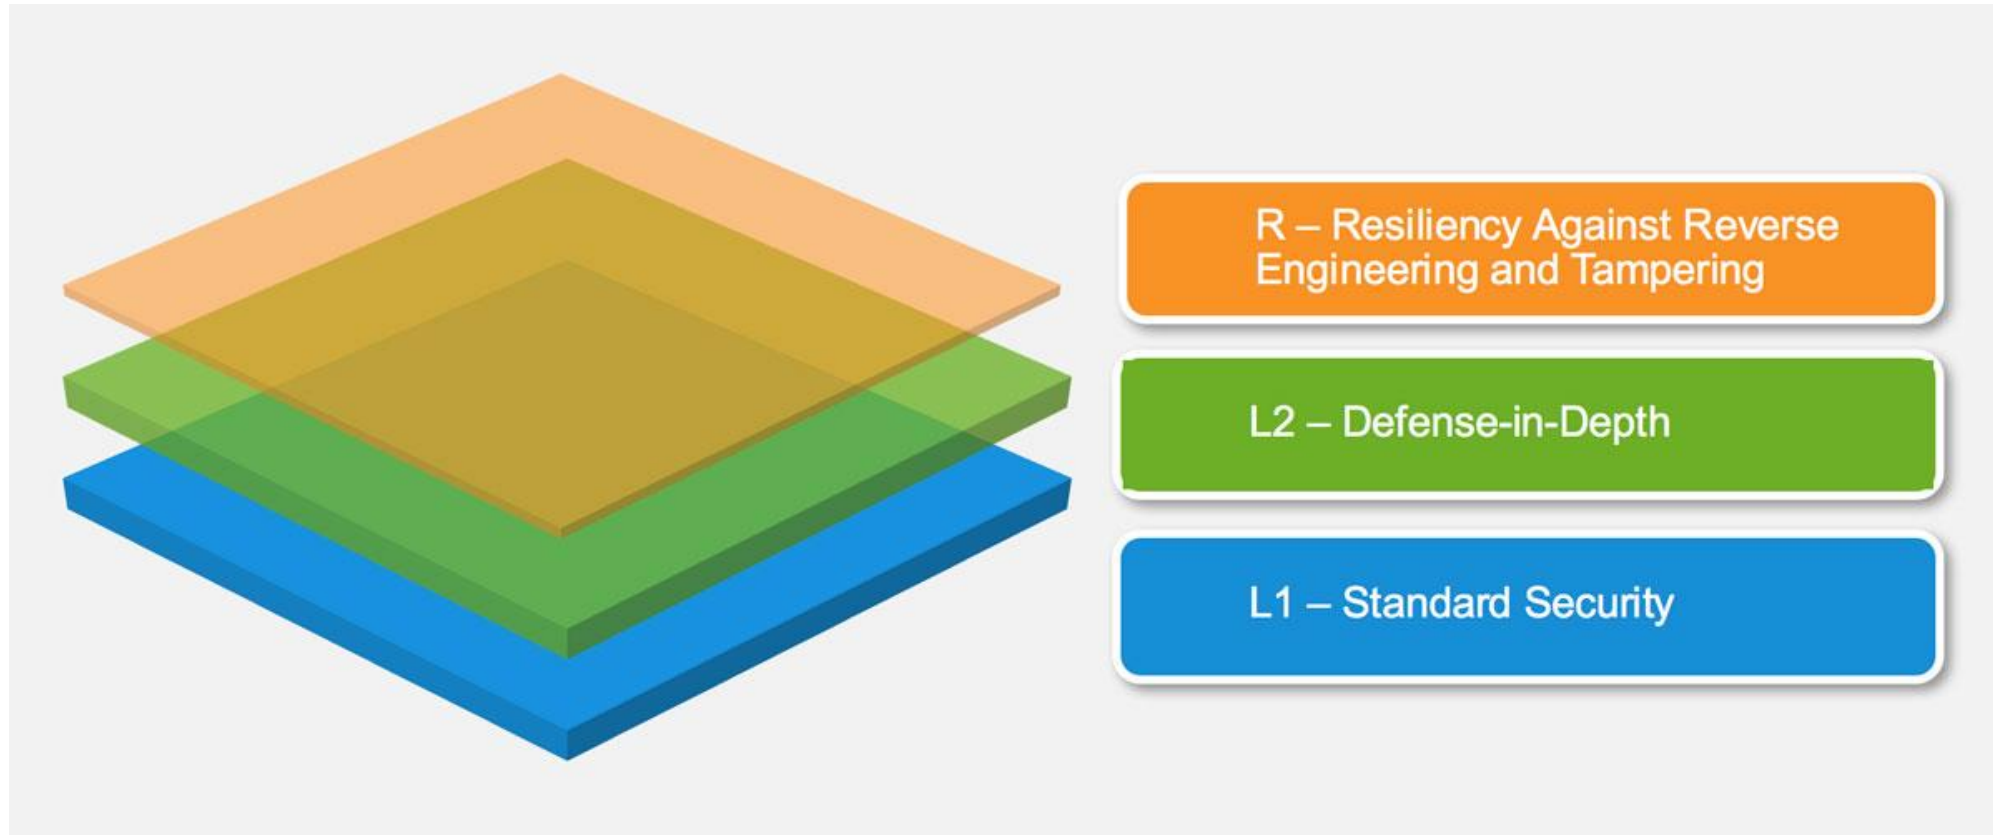 R – Resiliency Against Reverse
Engineering and Tampering
L2 – Defense-in-Depth
L1 – Standard Security